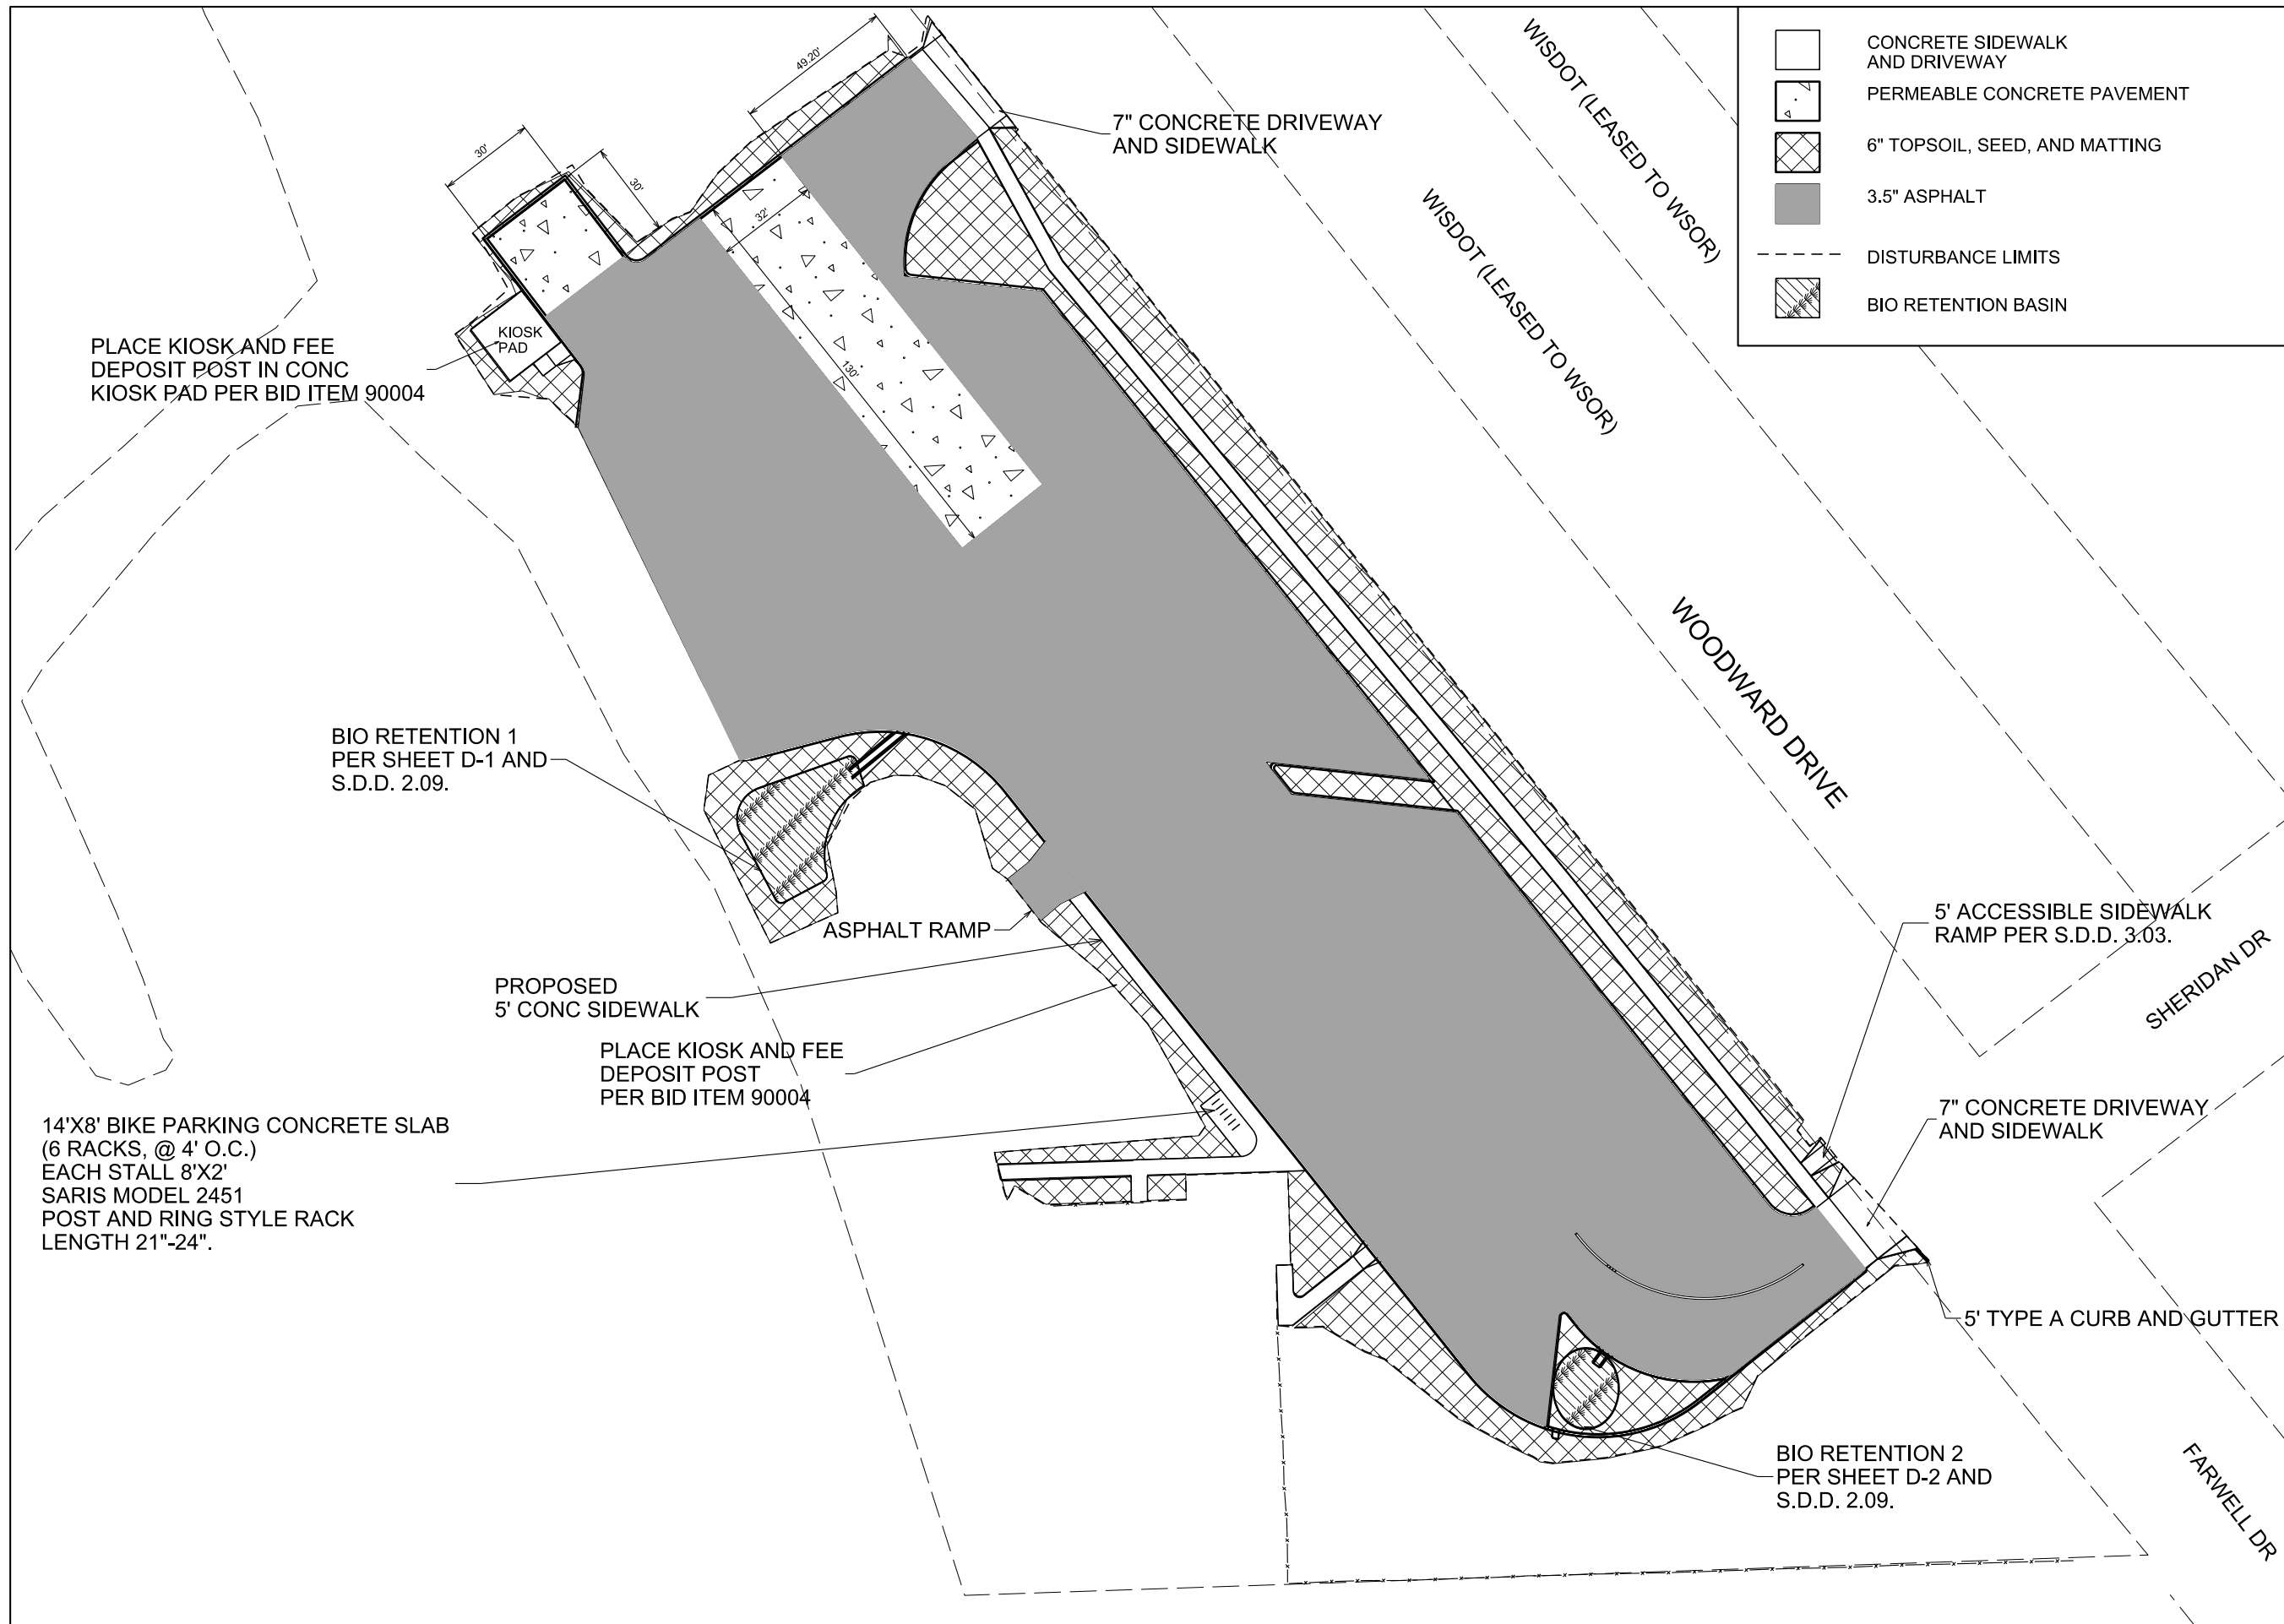 CONCRETE SIDEWALK
AND DRIVEWAY
PERMEABLE CONCRETE PAVEMENT
6" TOPSOIL, SEED, AND MATTING
3.5" ASPHALT
DISTURBANCE LIMITS
BIO RETENTION BASIN
WISDOT (LEASED TO WSOR)
WISDOT (LEASED TO WSOR)
49.20'
7" CONCRETE DRIVEWAY
AND SIDEWALK
30'
30'
32'
130'
KIOSK
PAD
PLACE KIOSK AND FEE
DEPOSIT POST IN CONC
KIOSK PAD PER BID ITEM 90004
WOODWARD DRIVE
BIO RETENTION 1
PER SHEET D-1 AND
S.D.D. 2.09.
ASPHALT RAMP
5' ACCESSIBLE SIDEWALK
RAMP PER S.D.D. 3.03.
SHERIDAN DR
PROPOSED
5' CONC SIDEWALK
PLACE KIOSK AND FEE
DEPOSIT POST
PER BID ITEM 90004
7" CONCRETE DRIVEWAY
AND SIDEWALK
14'X8' BIKE PARKING CONCRETE SLAB
(6 RACKS, @ 4' O.C.)
EACH STALL 8'X2'
SARIS MODEL 2451
POST AND RING STYLE RACK
LENGTH 21"-24".
5' TYPE A CURB AND GUTTER
BIO RETENTION 2
PER SHEET D-2 AND
S.D.D. 2.09.
FARWELL DR